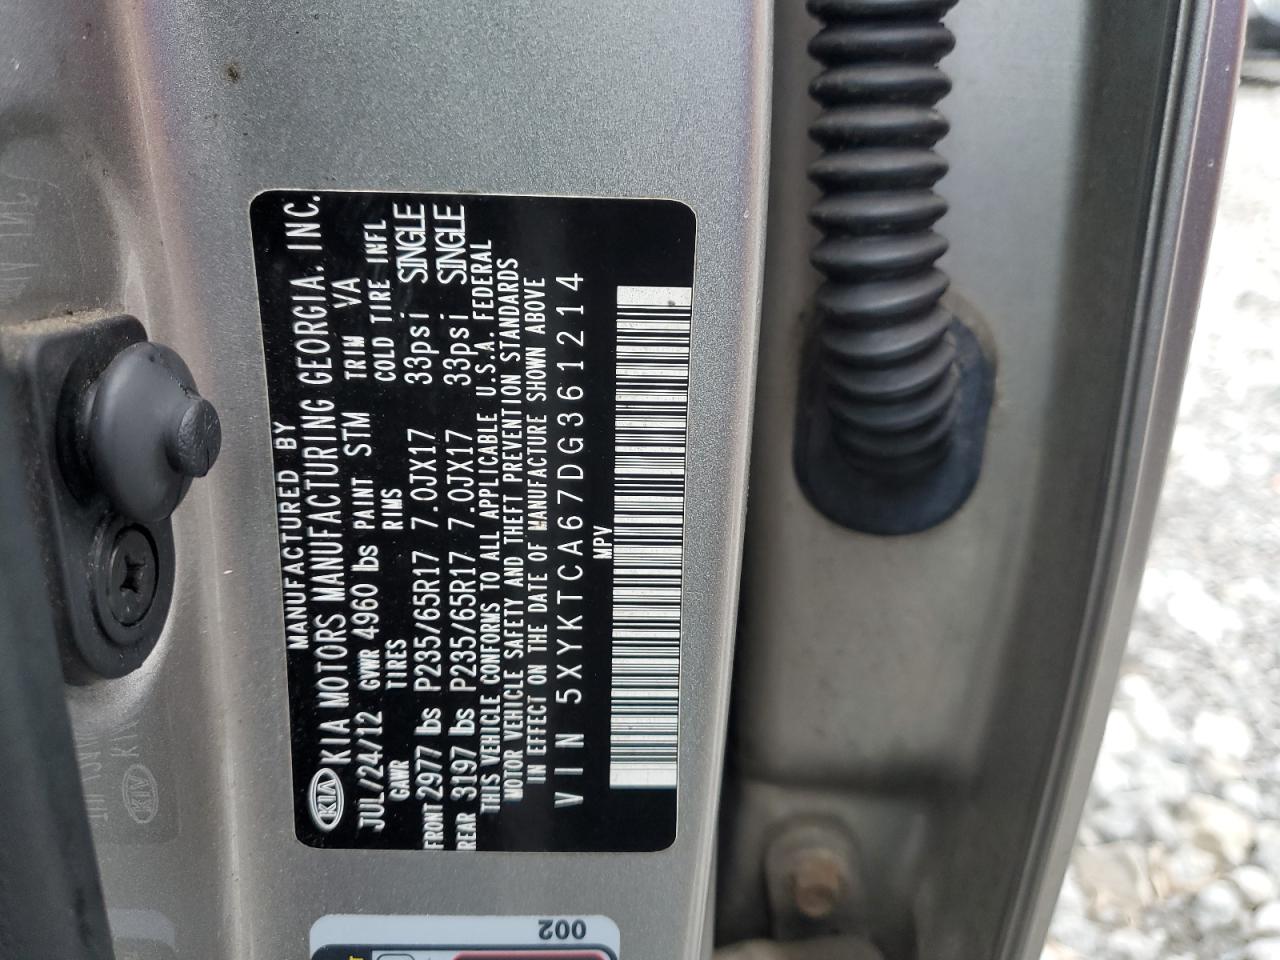 MANUFACTURED BY
KIA KIA MOTORS MANUFACTURING GEORGIA. INC.
JUL/24/12 GVWR 4960 lbs PAINT STM TRIM VA
GAWR TIRES RIMS COLD TIRE INFL
FRONT 2977 lbs P235/65R17 7.0JX17 33psi SINGLE
REAR 3197 lbs P235/65R17 7.0JX17 33psi SINGLE
THIS VEHICLE CONFORMS TO ALL APPLICABLE U.S.A. FEDERAL
MOTOR VEHICLE SAFETY AND THEFT PREVENTION STANDARDS
IN EFFECT ON THE DATE OF MANUFACTURE SHOWN ABOVE
VIN 5XYKTCA67DG361214
MPV
002